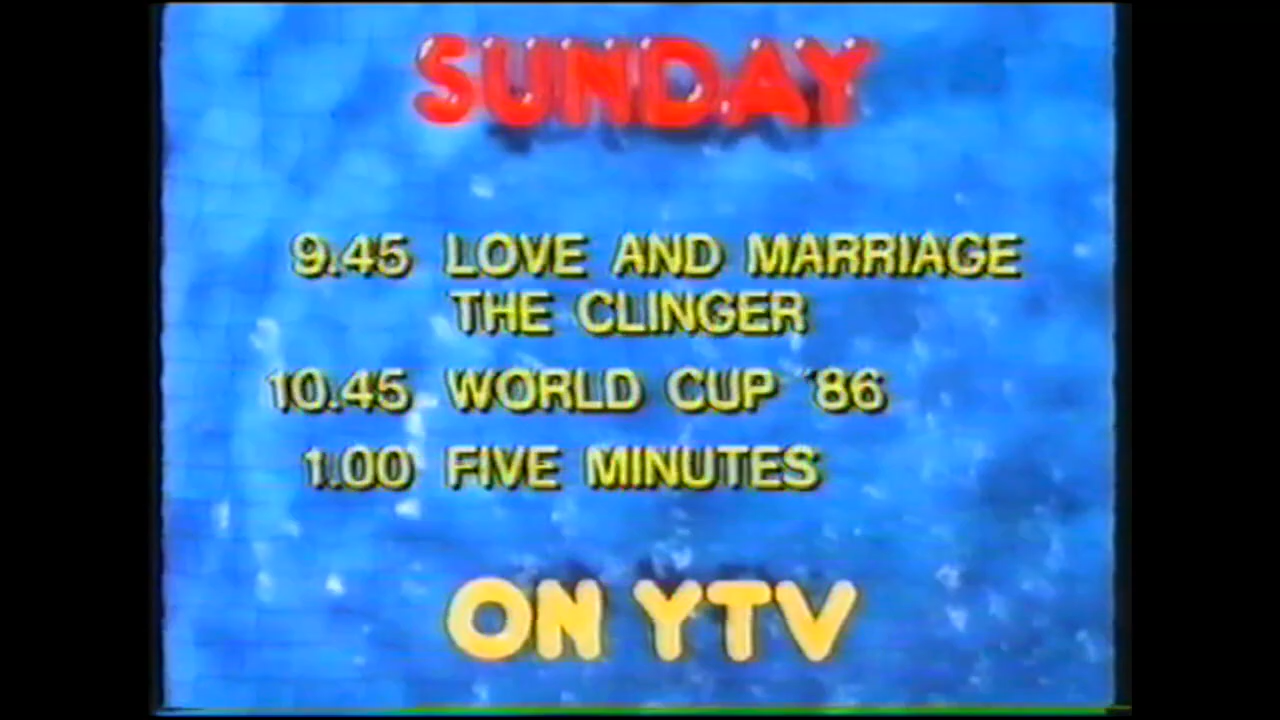 SUNDAY
9.45 LOVE AND MARRIAGE
THE CLINGER
10.45 WORLD CUP '86
1.00 FIVE MINUTES
ON YTV